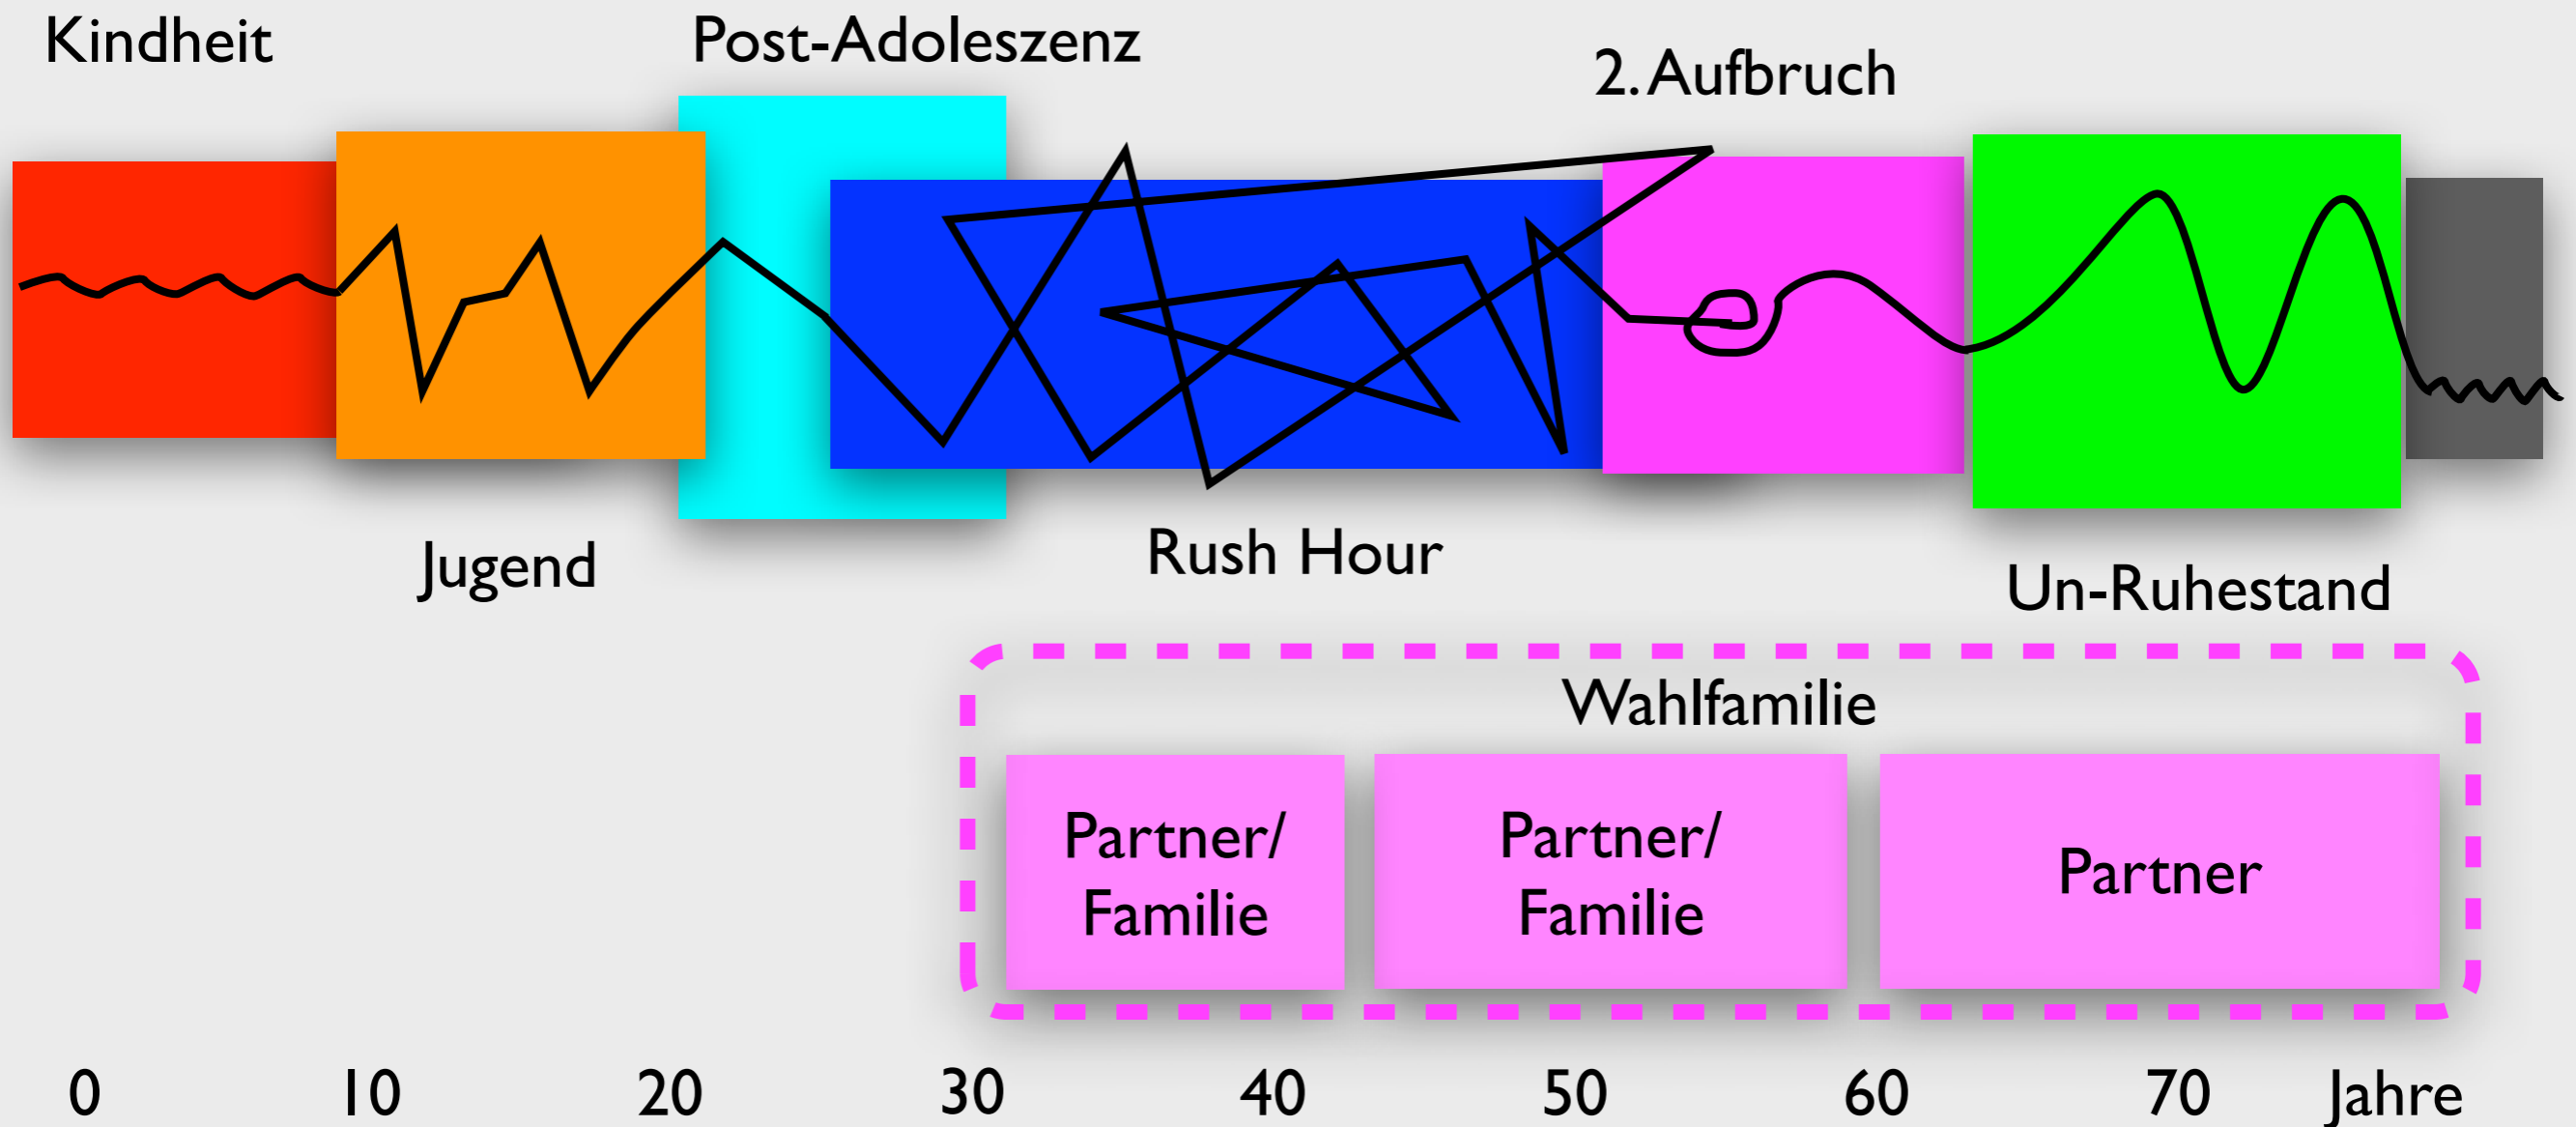 Kindheit
Post-Adoleszenz
2. Aufbruch
Jugend
Rush Hour
Un-Ruhestand
Wahlfamilie
Partner/
Familie
Partner/
Familie
Partner
0 10 20 30 40 50 60 70 Jahre